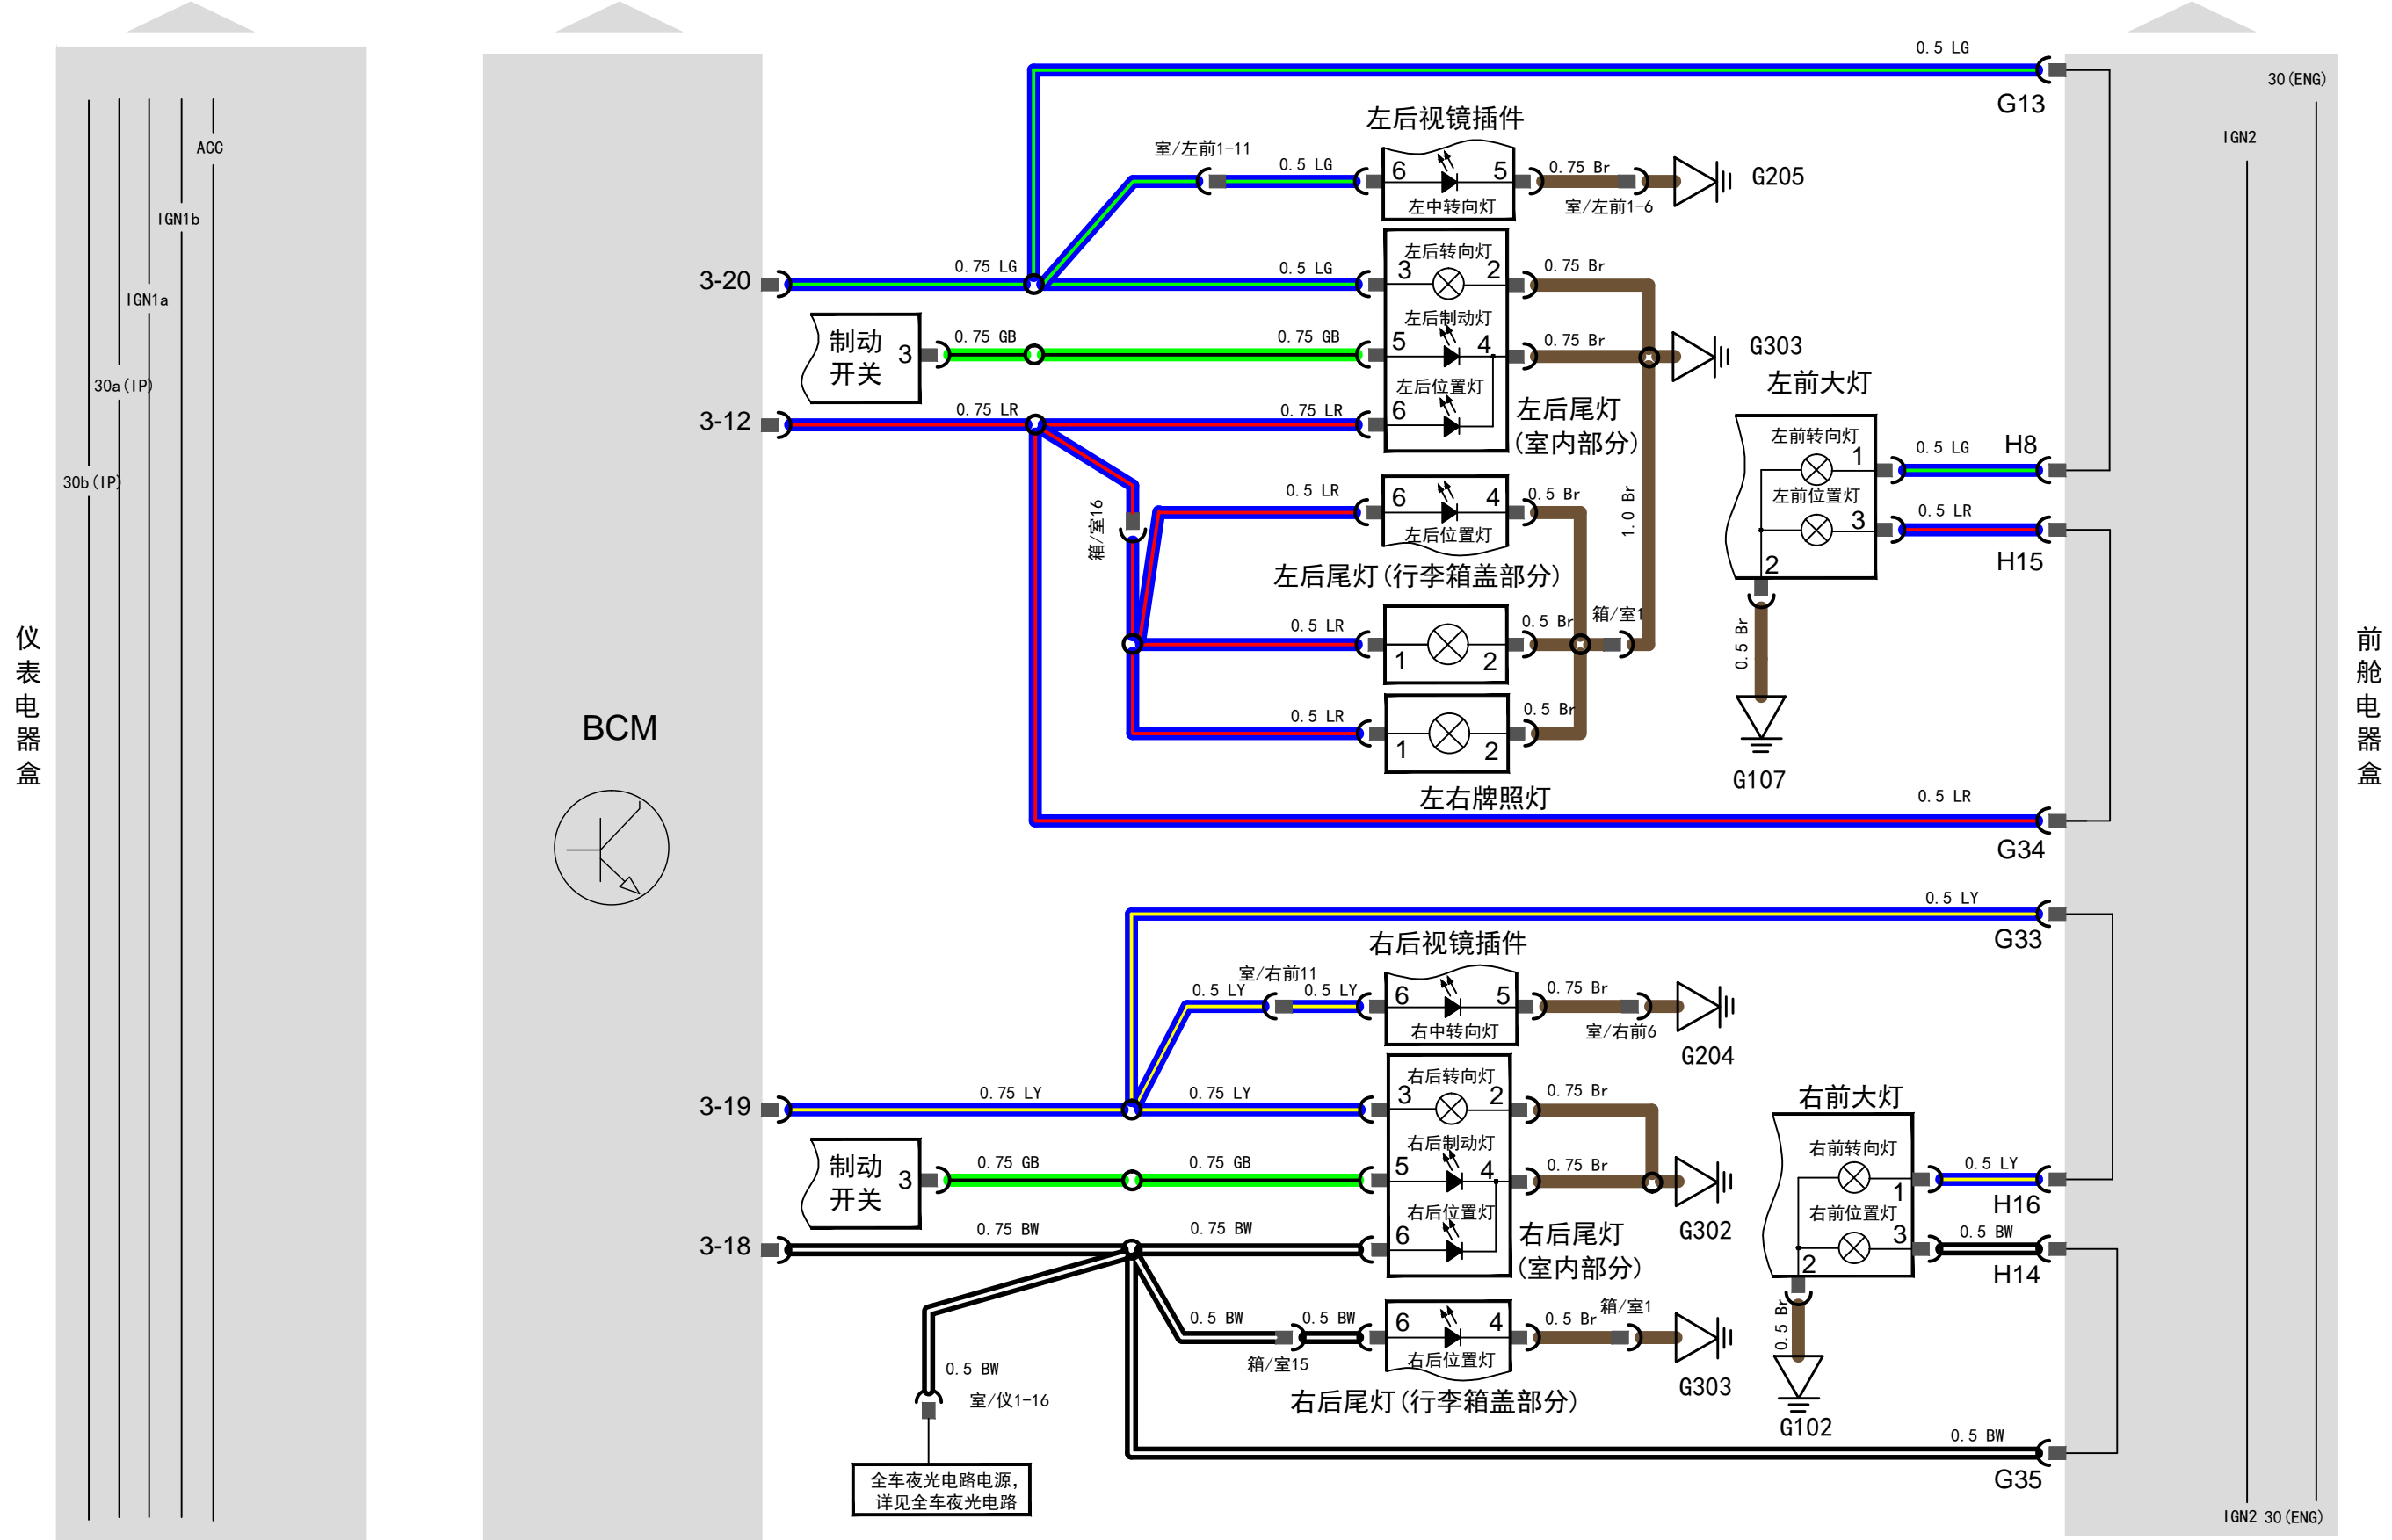 仪表电器盒
ACC
IGN1b
IGN1a
30a(IP)
30b(IP)
BCM
3-20
3-12
3-19
3-18
0.5 LG
G13
左后视镜插件
室/左前1-11
0.5 LG
6
5
左中转向灯
0.75 Br
室/左前1-6
G205
0.75 LG
0.5 LG
左后转向灯
3
2
0.75 Br
制动
开关
3
0.75 GB
0.75 GB
左后制动灯
5
4
0.75 Br
G303
0.75 LR
0.75 LR
左后位置灯
6
左后尾灯
(室内部分)
箱/室16
0.5 LR
6
4
左后位置灯
0.5 Br
1.0 Br
左后尾灯(行李箱盖部分)
0.5 LR
1
2
0.5 Br
箱/室1
0.5 LR
1
2
0.5 Br
左右牌照灯
左前大灯
左前转向灯
1
0.5 LG
H8
左前位置灯
3
0.5 LR
H15
2
0.5 Br
G107
0.5 LR
G34
0.5 LY
G33
右后视镜插件
室/右前11
0.5 LY
0.5 LY
6
5
右中转向灯
0.75 Br
室/右前6
G204
0.75 LY
0.75 LY
右后转向灯
3
2
0.75 Br
制动
开关
3
0.75 GB
0.75 GB
右后制动灯
5
4
0.75 Br
G302
0.75 BW
0.75 BW
右后位置灯
6
右后尾灯
(室内部分)
0.5 BW
0.5 BW
箱/室15
6
4
右后位置灯
0.5 Br
箱/室1
G303
右后尾灯(行李箱盖部分)
0.5 BW
室/仪1-16
全车夜光电路电源,
详见全车夜光电路
右前大灯
右前转向灯
1
0.5 LY
H16
右前位置灯
3
0.5 BW
H14
2
0.5 Br
G102
0.5 BW
G35
30(ENG)
IGN2
IGN2 30(ENG)
前舱电器盒